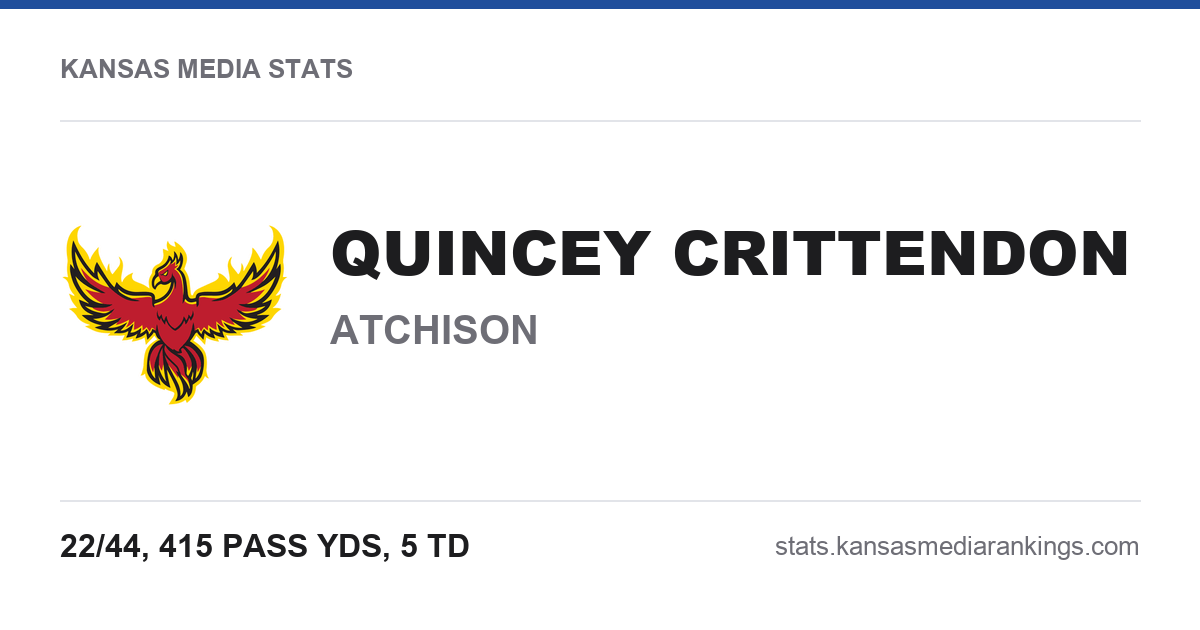 KANSAS MEDIA STATS
QUINCEY CRITTENDON
ATCHISON
22/44, 415 PASS YDS, 5 TD
stats.kansasmediarankings.com